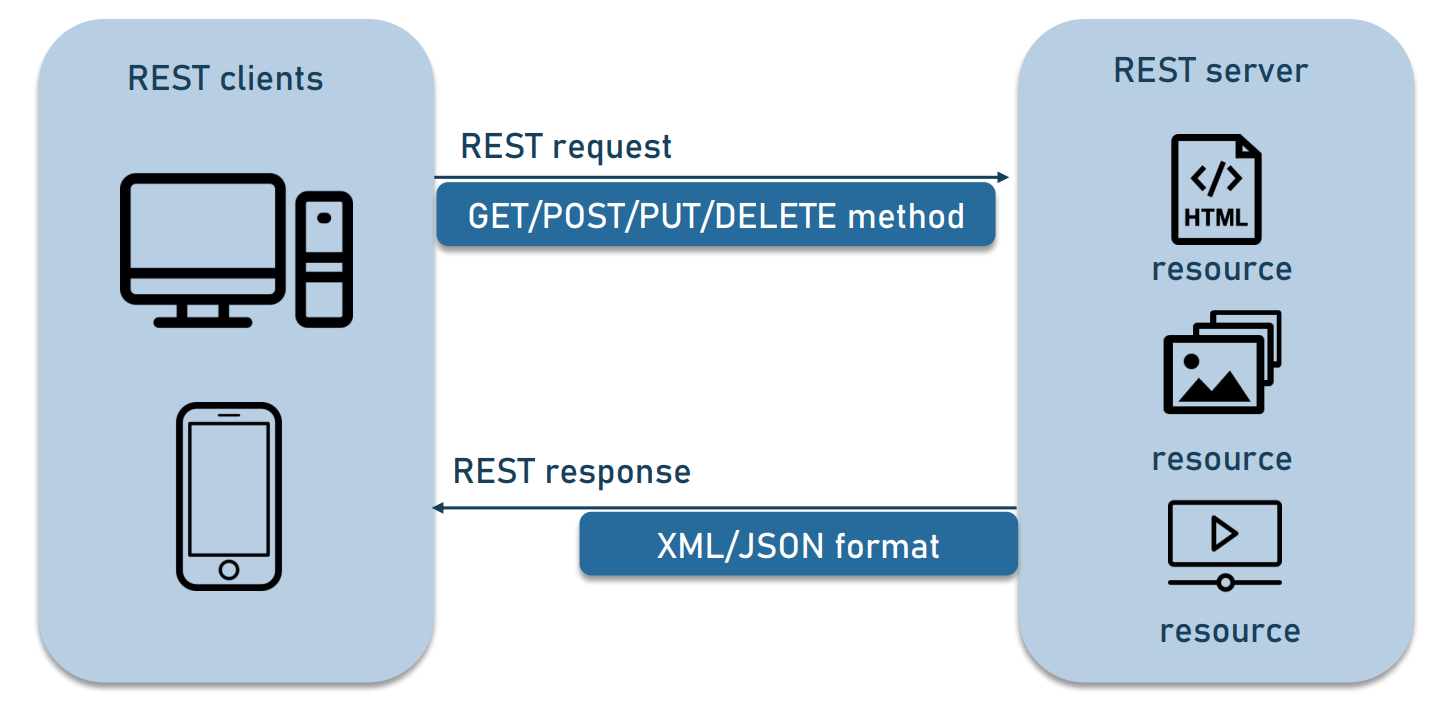 REST clients
REST server
REST request
GET/POST/PUT/DELETE method
</>
HTML
resource
resource
REST response
XML/JSON format
resource